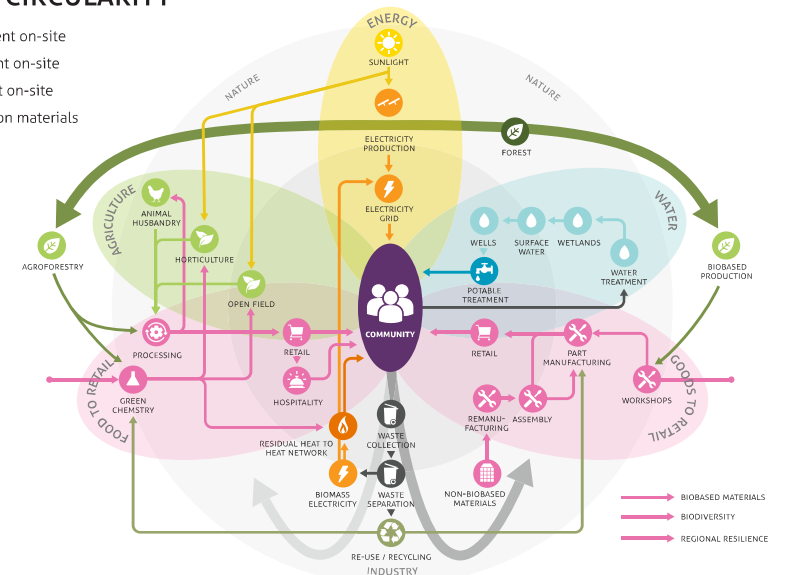 CIRCULARITY
ent on-site
nt on-site
t on-site
on materials
ENERGY
SUNLIGHT
NATURE
NATURE
ELECTRICITY
PRODUCTION
FOREST
AGRICULTURE
ANIMAL
HUSBANDRY
ELECTRICITY
GRID
WATER
HORTICULTURE
WELLS
SURFACE
WATER
WETLANDS
AGROFORESTRY
WATER
TREATMENT
BIOBASED
PRODUCTION
OPEN FIELD
POTABLE
TREATMENT
COMMUNITY
PROCESSING
RETAIL
RETAIL
PART
MANUFACTURING
FOOD TO RETAIL
GREEN
CHEMSTRY
HOSPITALITY
WORKSHOPS
GOODS TO RETAIL
REMANU-
FACTURING
ASSEMBLY
RESIDUAL HEAT TO
HEAT NETWORK
WASTE
COLLECTION
BIOMASS
ELECTRICITY
WASTE
SEPARATION
NON-BIOBASED
MATERIALS
BIOBASED MATERIALS
BIODIVERSITY
REGIONAL RESILIENCE
RE-USE / RECYCLING
INDUSTRY